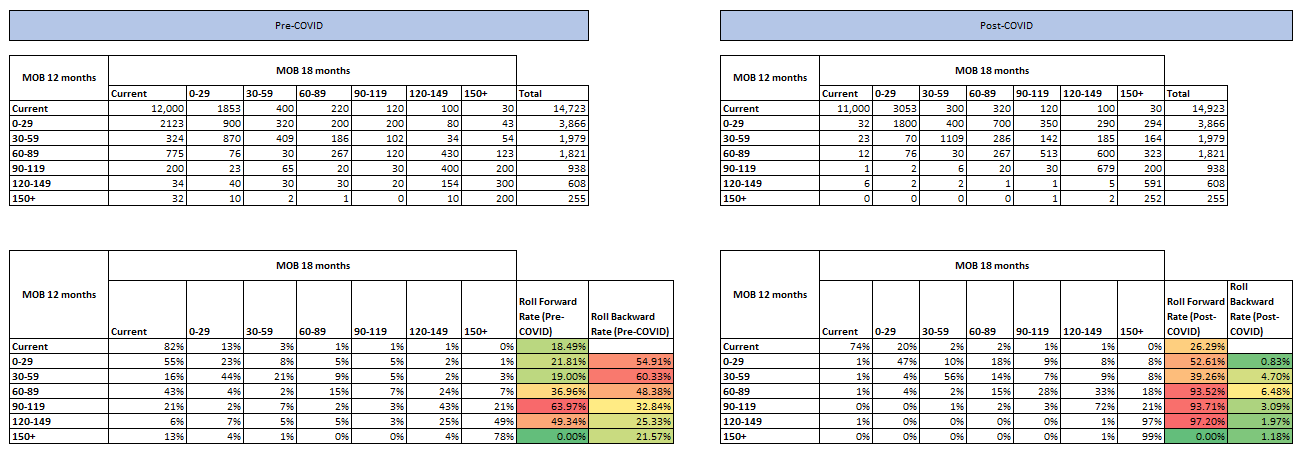 Pre-COVID
MOB 12 months MOB 18 months
Current 0-29 30-59 60-89 90-119 120-149 150+ Total
Current 12,000 1853 400 220 120 100 30 14,723
0-29 2123 900 320 200 200 80 43 3,866
30-59 324 870 409 186 102 34 54 1,979
60-89 775 76 30 267 120 430 123 1,821
90-119 200 23 65 20 30 400 200 938
120-149 34 40 30 30 20 154 300 608
150+ 32 10 2 1 0 10 200 255
MOB 12 months MOB 18 months
Current 0-29 30-59 60-89 90-119 120-149 150+ Roll Forward Rate (Pre-COVID) Roll Backward Rate (Pre-COVID)
Current 82% 13% 3% 1% 1% 1% 0% 18.49%
0-29 55% 23% 8% 5% 5% 2% 1% 21.81% 54.91%
30-59 16% 44% 21% 9% 5% 2% 3% 19.00% 60.33%
60-89 43% 4% 2% 15% 7% 24% 7% 36.96% 48.38%
90-119 21% 2% 7% 2% 3% 43% 21% 63.97% 32.84%
120-149 6% 7% 5% 5% 3% 25% 49% 49.34% 25.33%
150+ 13% 4% 1% 0% 0% 4% 78% 0.00% 21.57%
Post-COVID
MOB 12 months MOB 18 months
Current 0-29 30-59 60-89 90-119 120-149 150+ Total
Current 11,000 3053 300 320 120 100 30 14,923
0-29 32 1800 400 700 350 290 294 3,866
30-59 23 70 1109 286 142 185 164 1,979
60-89 12 76 30 267 513 600 323 1,821
90-119 1 2 6 20 30 679 200 938
120-149 6 2 2 1 1 5 591 608
150+ 0 0 0 0 1 2 252 255
MOB 12 months MOB 18 months
Current 0-29 30-59 60-89 90-119 120-149 150+ Roll Forward Rate (Post-COVID) Roll Backward Rate (Post-COVID)
Current 74% 20% 2% 2% 1% 1% 0% 26.29%
0-29 1% 47% 10% 18% 9% 8% 8% 52.61% 0.83%
30-59 1% 4% 56% 14% 7% 9% 8% 39.26% 4.70%
60-89 1% 4% 2% 15% 28% 33% 18% 93.52% 6.48%
90-119 0% 0% 1% 2% 3% 72% 21% 93.71% 3.09%
120-149 1% 0% 0% 0% 0% 1% 97% 97.20% 1.97%
150+ 0% 0% 0% 0% 0% 1% 99% 0.00% 1.18%